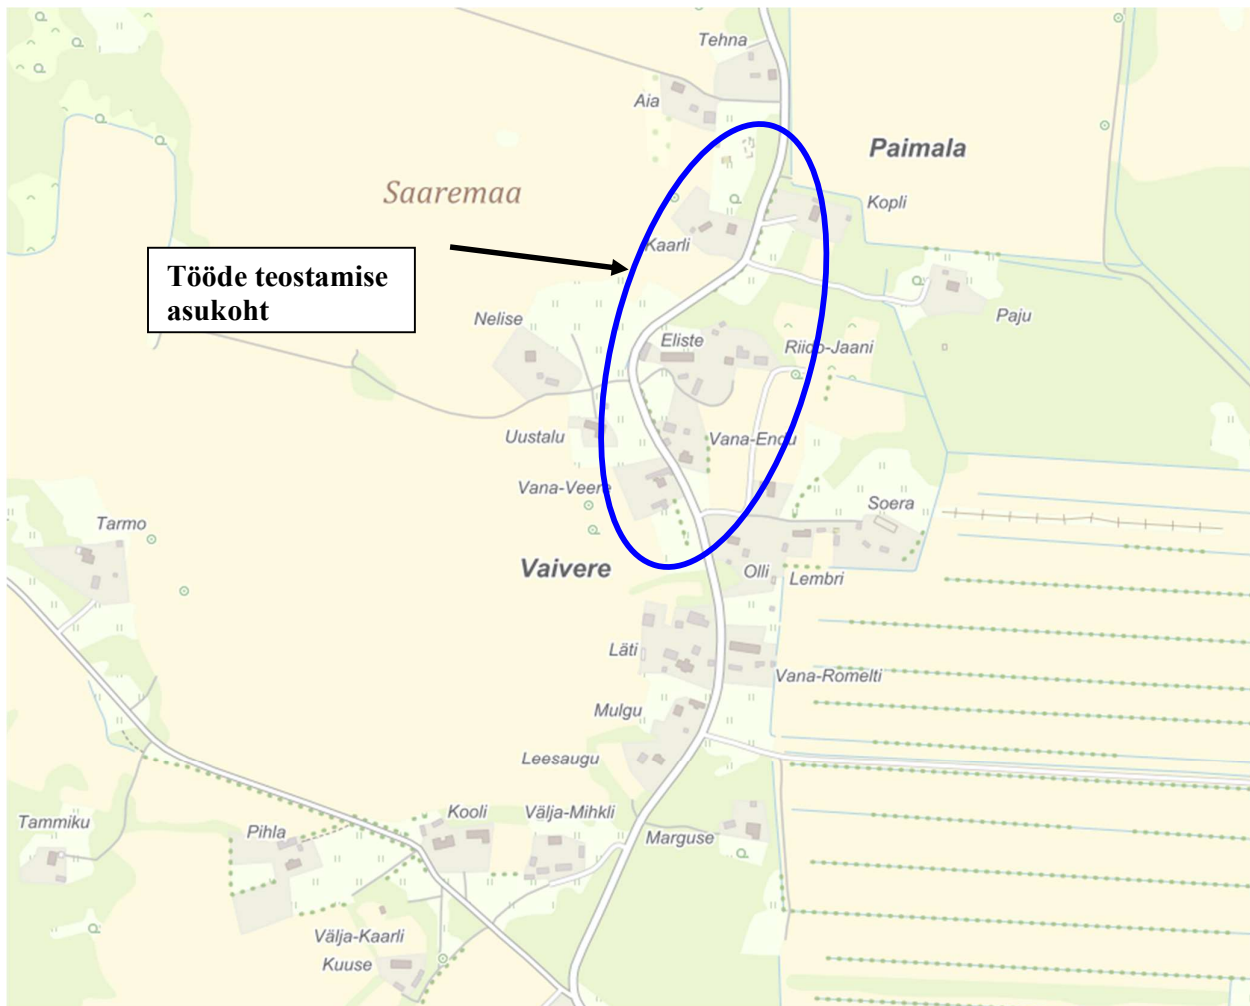 Tehna
Aia
Paimala
Saaremaa
Kopli
Kaarli
Tööde teostamise
asukoht
Nelise
Paju
Eliste
Riido-Jaani
Uustalu
Vana-Endu
Vana-Veere
Soera
Tarmo
Vaivere
Olli
Lembri
Läti
Vana-Romelti
Mulgu
Leesaugu
Tammiku
Pihla
Kooli
Välja-Mihkli
Marguse
Välja-Kaarli
Kuuse